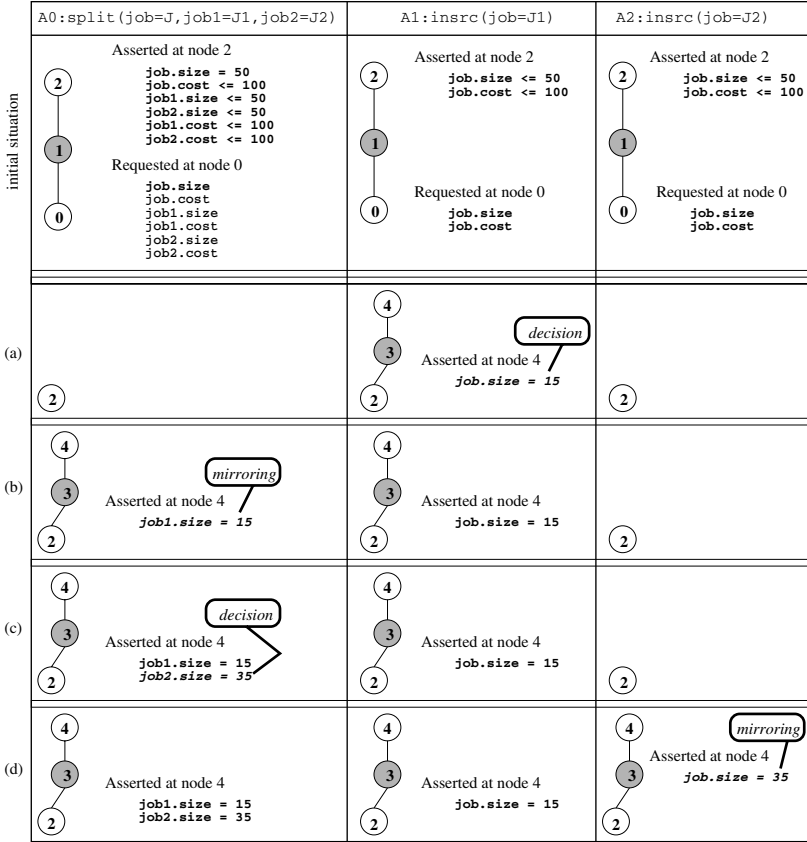 A0:split(job=J,job1=J1,job2=J2)
A1:insrc(job=J1)
A2:insrc(job=J2)
initial situation
2
1
0
Asserted at node 2
job.size = 50
job.cost <= 100
job1.size <= 50
job2.size <= 50
job1.cost <= 100
job2.cost <= 100
Requested at node 0
job.size
job.cost
job1.size
job1.cost
job2.size
job2.cost
2
1
0
Asserted at node 2
job.size <= 50
job.cost <= 100
Requested at node 0
job.size
job.cost
2
1
0
Asserted at node 2
job.size <= 50
job.cost <= 100
Requested at node 0
job.size
job.cost
(a)
2
4
3
2
decision
Asserted at node 4
job.size = 15
2
(b)
4
3
2
mirroring
Asserted at node 4
job1.size = 15
4
3
2
Asserted at node 4
job.size = 15
2
(c)
4
3
2
decision
Asserted at node 4
job1.size = 15
job2.size = 35
4
3
2
Asserted at node 4
job.size = 15
2
(d)
4
3
2
Asserted at node 4
job1.size = 15
job2.size = 35
4
3
2
Asserted at node 4
job.size = 15
4
3
2
mirroring
Asserted at node 4
job.size = 35